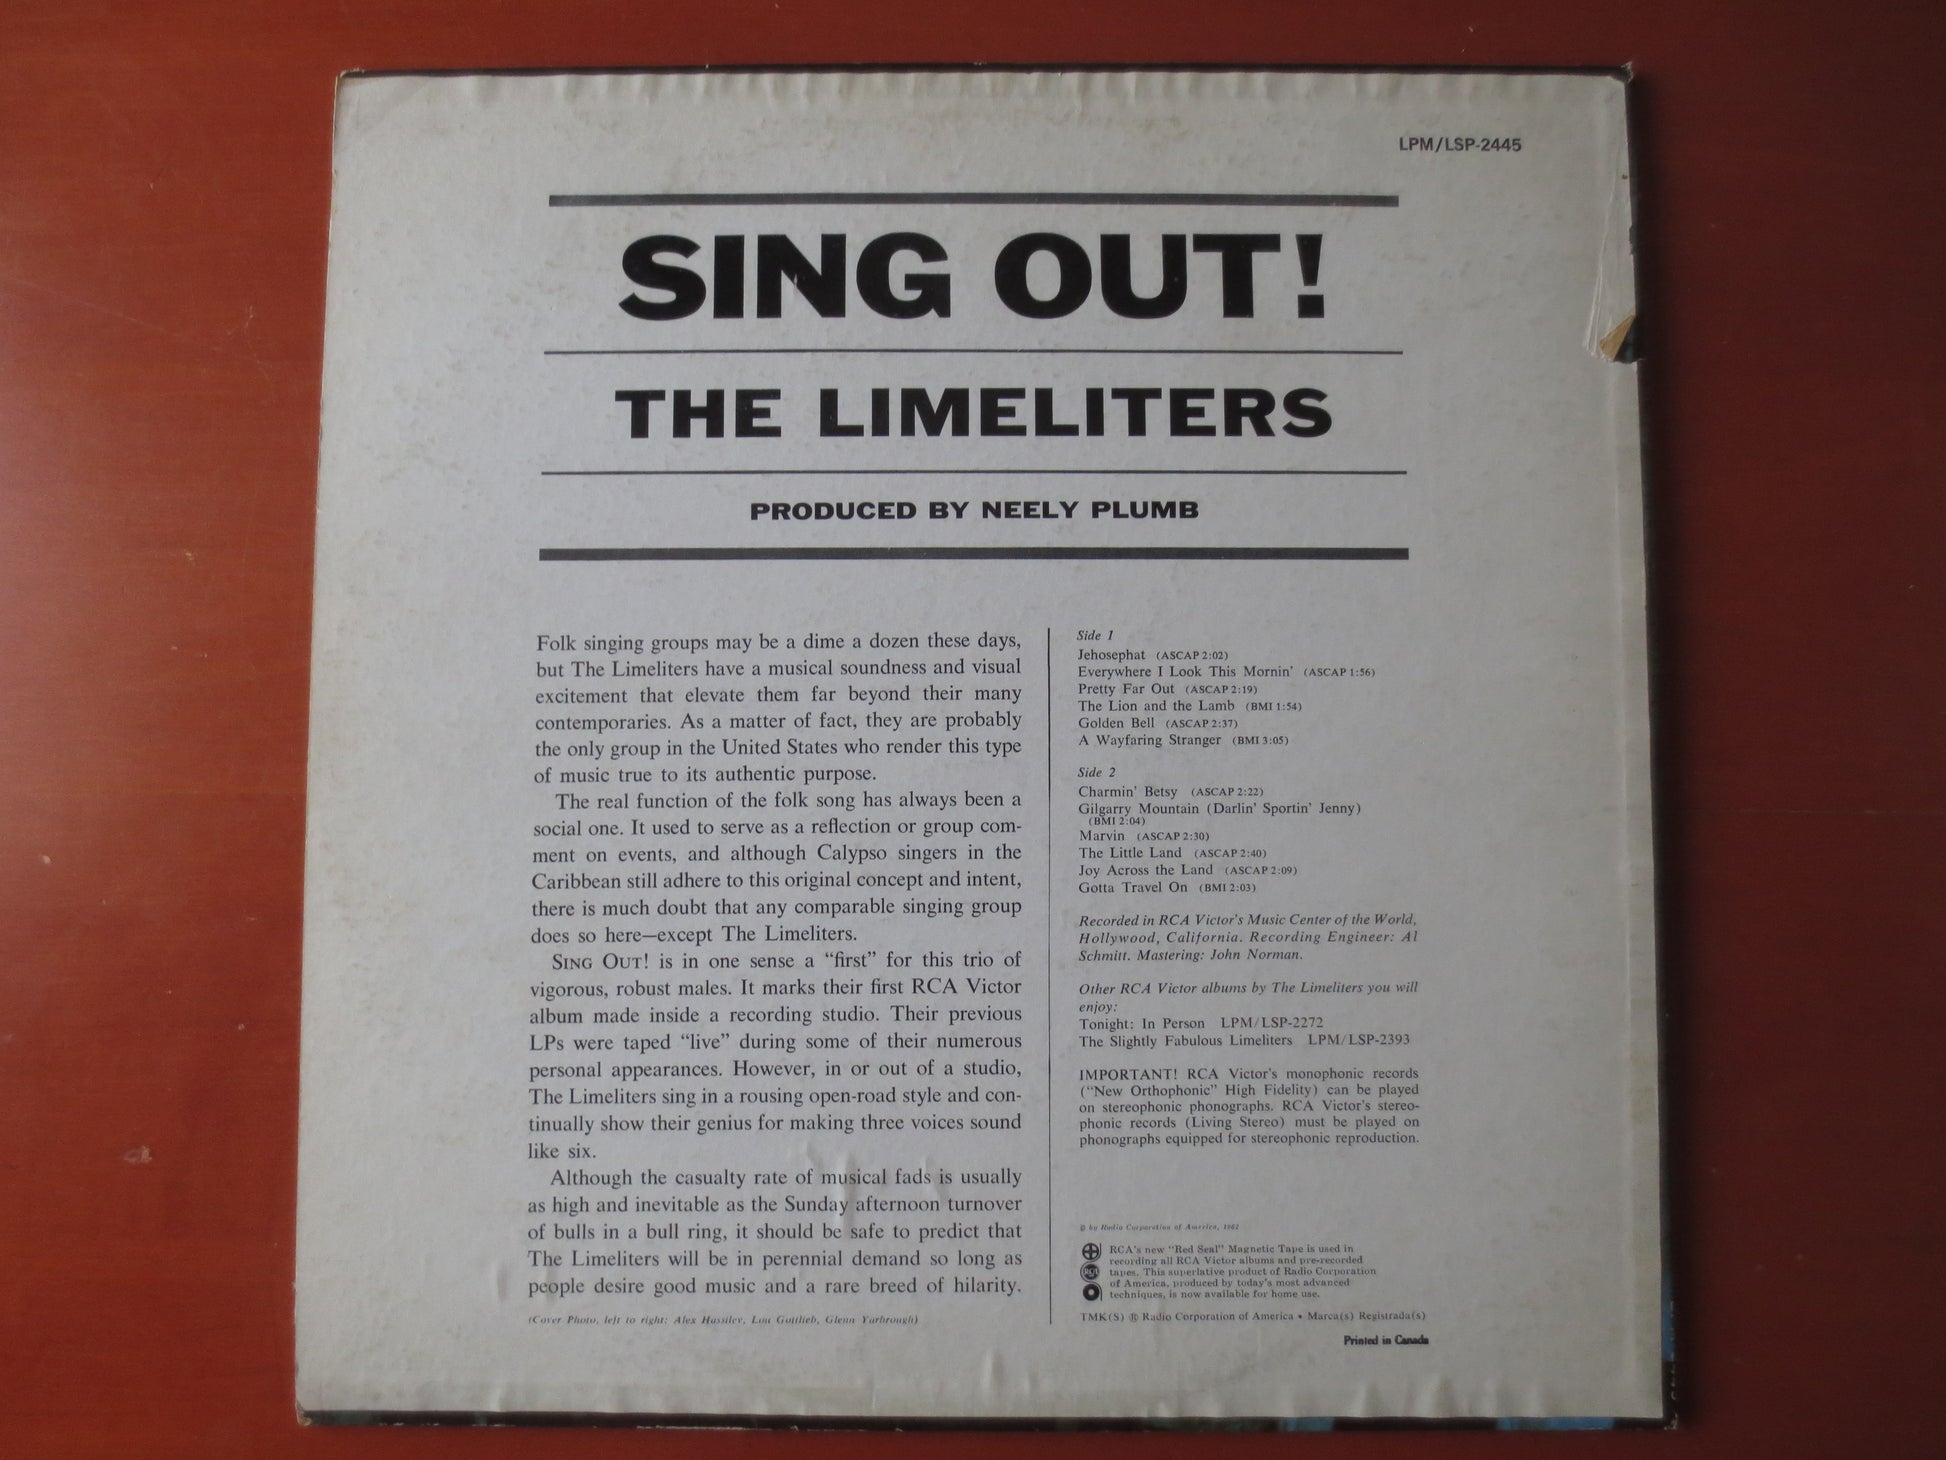 LPM/LSP-2445
SING OUT!
THE LIMELITERS
PRODUCED BY NEELY PLUMB
Folk singing groups may be a dime a dozen these days,
but The Limeliters have a musical soundness and visual
excitement that elevate them far beyond their many
contemporaries. As a matter of fact, they are probably
the only group in the United States who render this type
of music true to its authentic purpose.
The real function of the folk song has always been a
social one. It used to serve as a reflection or group com-
ment on events, and although Calypso singers in the
Caribbean still adhere to this original concept and intent,
there is much doubt that any comparable singing group
does so here—except The Limeliters.
SING OUT! is in one sense a “first” for this trio of
vigorous, robust males. It marks their first RCA Victor
album made inside a recording studio. Their previous
LPs were taped “live” during some of their numerous
personal appearances. However, in or out of a studio,
The Limeliters sing in a rousing open-road style and con-
tinually show their genius for making three voices sound
like six.
Although the casualty rate of musical fads is usually
as high and inevitable as the Sunday afternoon turnover
of bulls in a bull ring, it should be safe to predict that
The Limeliters will be in perennial demand so long as
people desire good music and a rare breed of hilarity.
(Cover Photo, left to right: Alex Hassilev, Lou Gottlieb, Glenn Yarbrough)
Side 1
Jehosephat (ASCAP 2:02)
Everywhere I Look This Mornin’ (ASCAP 1:56)
Pretty Far Out (ASCAP 2:19)
The Lion and the Lamb (BMI 1:54)
Golden Bell (ASCAP 2:37)
A Wayfaring Stranger (BMI 3:05)
Side 2
Charmin’ Betsy (ASCAP 2:22)
Gilgarry Mountain (Darlin’ Sportin’ Jenny)
(BMI 2:04)
Marvin (ASCAP 2:30)
The Little Land (ASCAP 2:40)
Joy Across the Land (ASCAP 2:09)
Gotta Travel On (BMI 2:03)
Recorded in RCA Victor’s Music Center of the World,
Hollywood, California. Recording Engineer: Al
Schmitt. Mastering: John Norman.
Other RCA Victor albums by The Limeliters you will
enjoy:
Tonight: In Person LPM/LSP-2272
The Slightly Fabulous Limeliters LPM/LSP-2393
IMPORTANT! RCA Victor’s monophonic records
(“New Orthophonic” High Fidelity) can be played
on stereophonic phonographs. RCA Victor’s stereo-
phonic records (Living Stereo) must be played on
phonographs equipped for stereophonic reproduction.
© by Radio Corporation of America, 1962
RCA’s new “Red Seal” Magnetic Tape is used in
recording all RCA Victor albums and pre-recorded
tapes. This superlative product of Radio Corporation
of America, produced by today’s most advanced
techniques, is now available for home use.
RCA
TMK(S) ® Radio Corporation of America • Marca(s) Registrada(s)
Printed in Canada